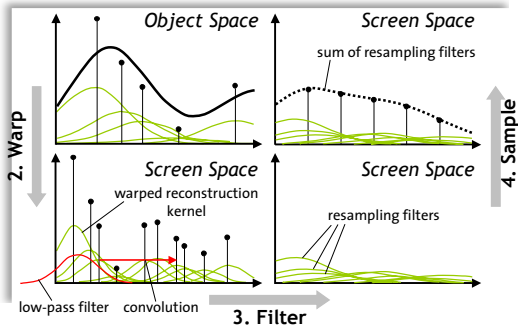 Object Space
Screen Space
sum of resampling filters
2. Warp
4. Sample
Screen Space
warped reconstruction
kernel
Screen Space
resampling filters
low-pass filter
convolution
3. Filter